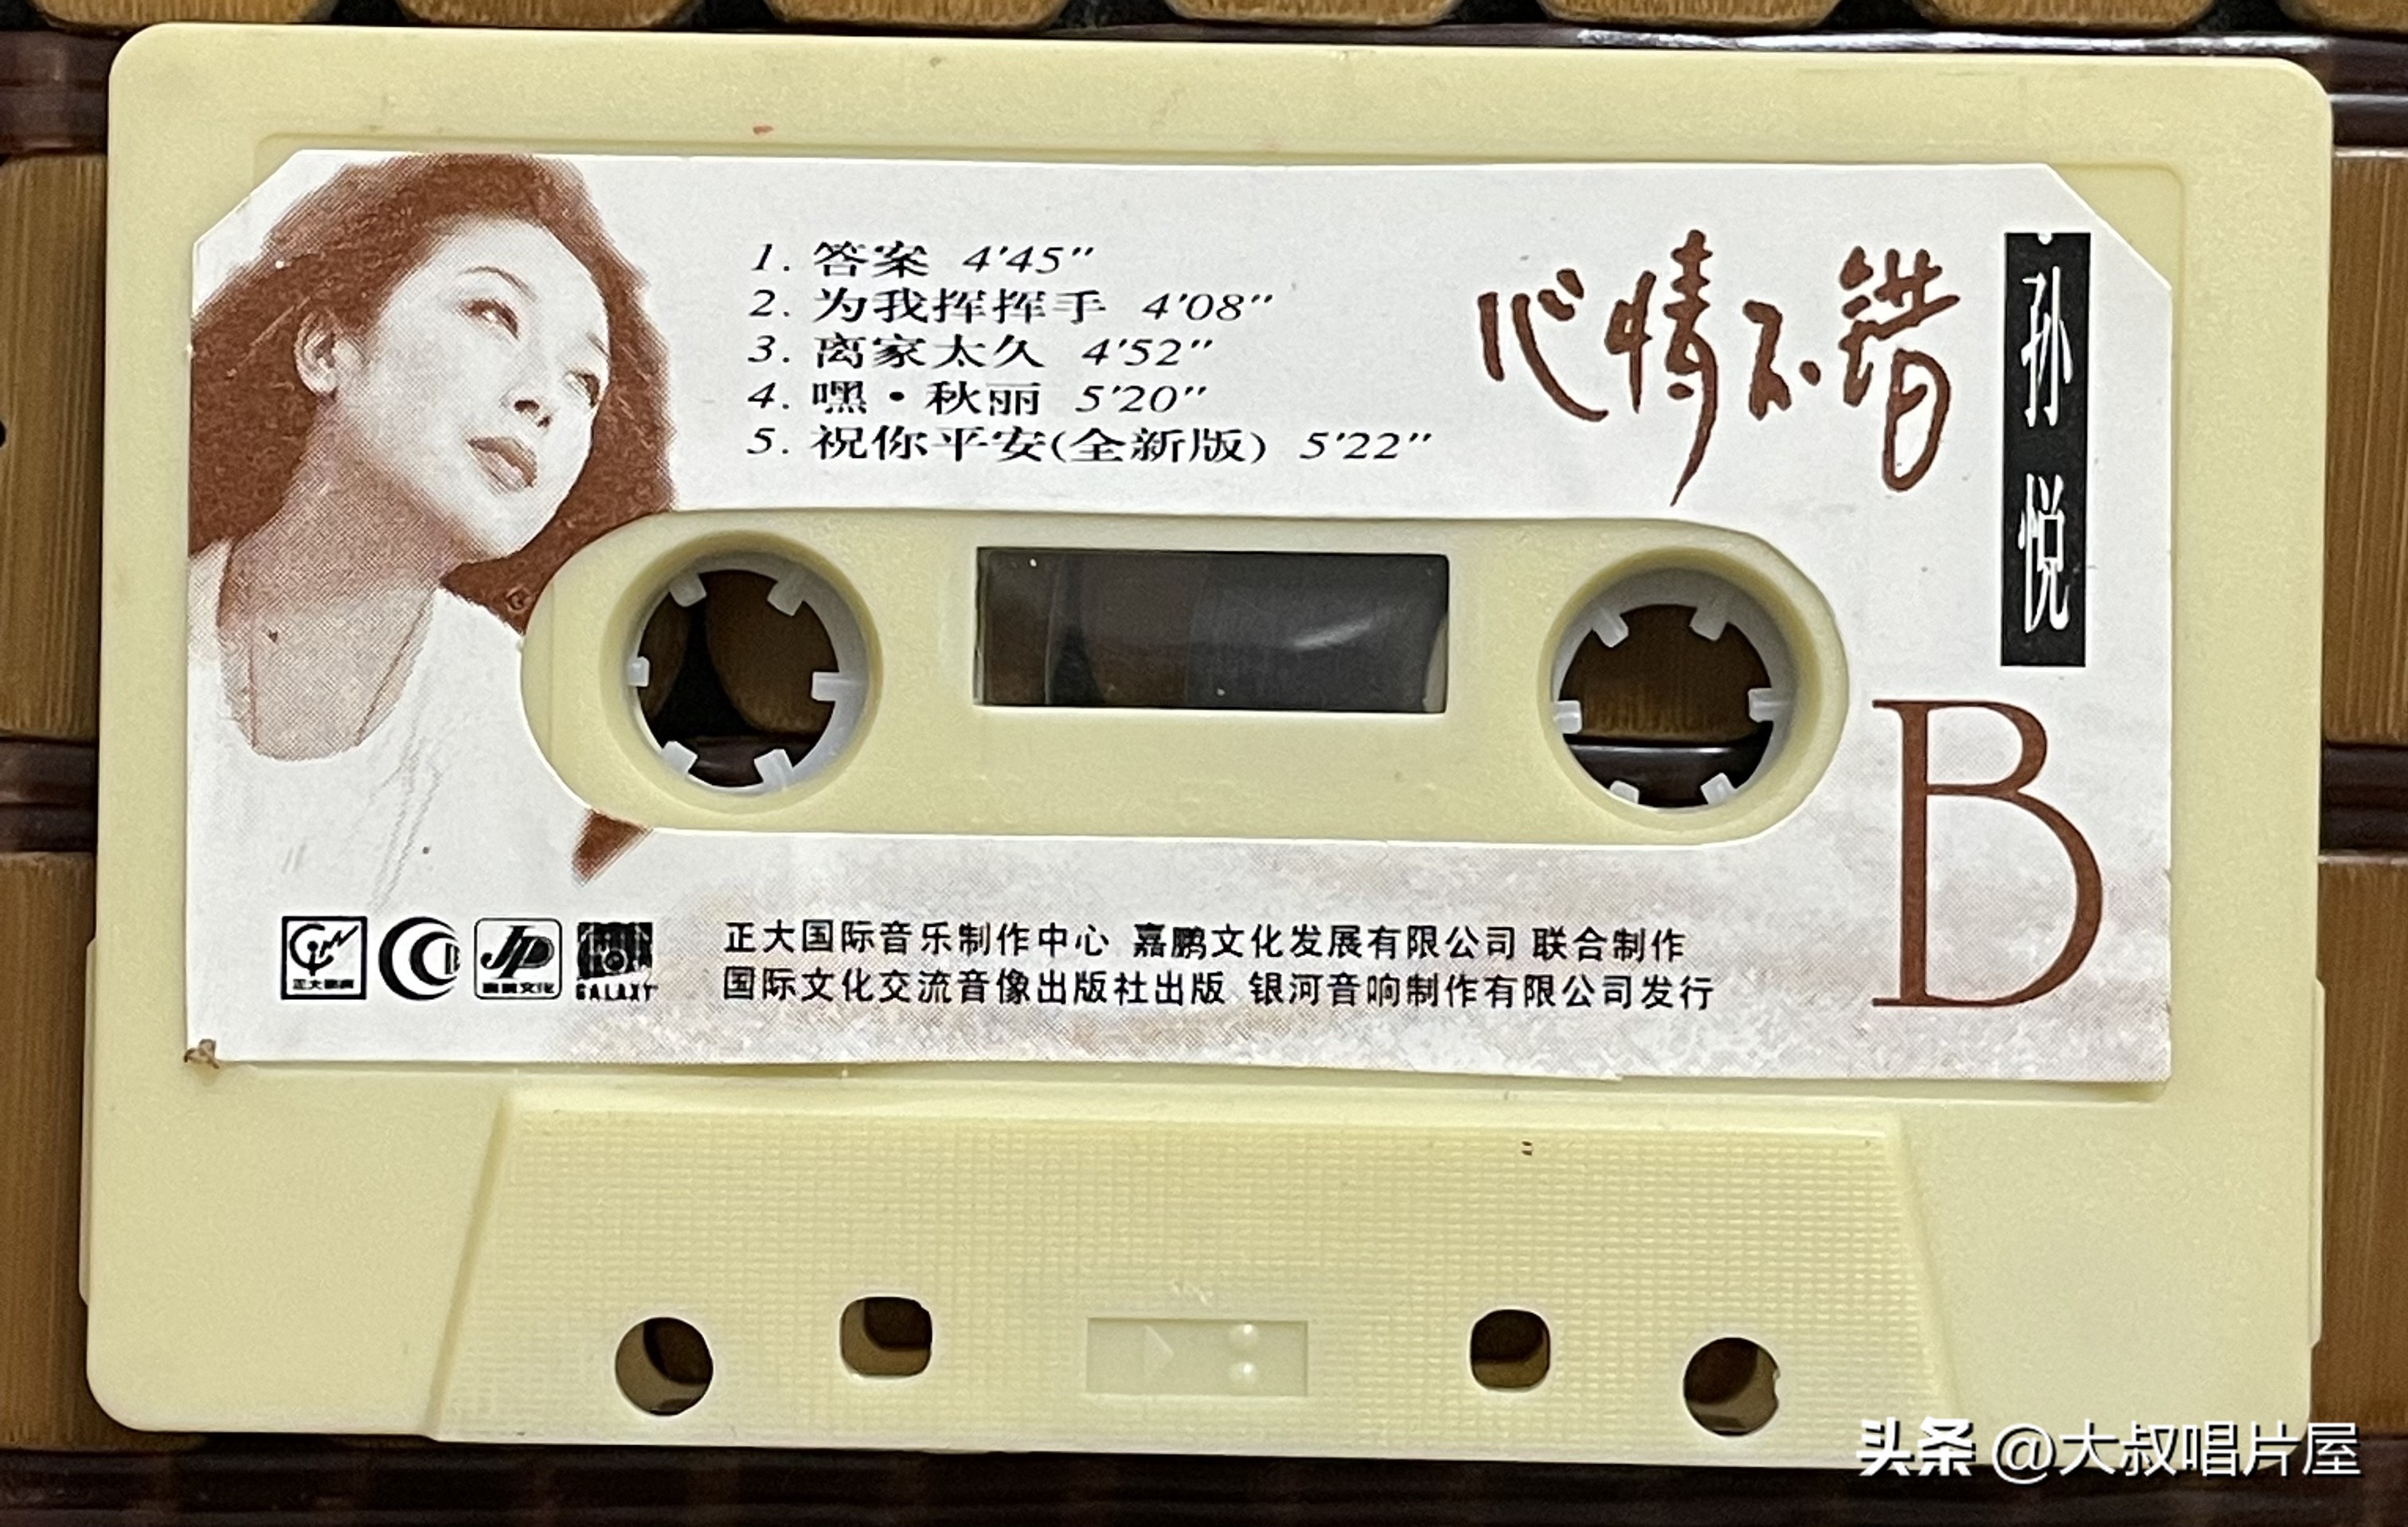 1. 答案 4'45''
2. 为我挥挥手 4'08''
3. 离家太久 4'52''
4. 嘿·秋丽 5'20''
5. 祝你平安(全新版) 5'22''
心情不错
孙悦
B
正大国际音乐制作中心 嘉鹏文化发展有限公司 联合制作
国际文化交流音像出版社出版 银河音响制作有限公司发行
JP
GALAXY
头条 @大叔唱片屋